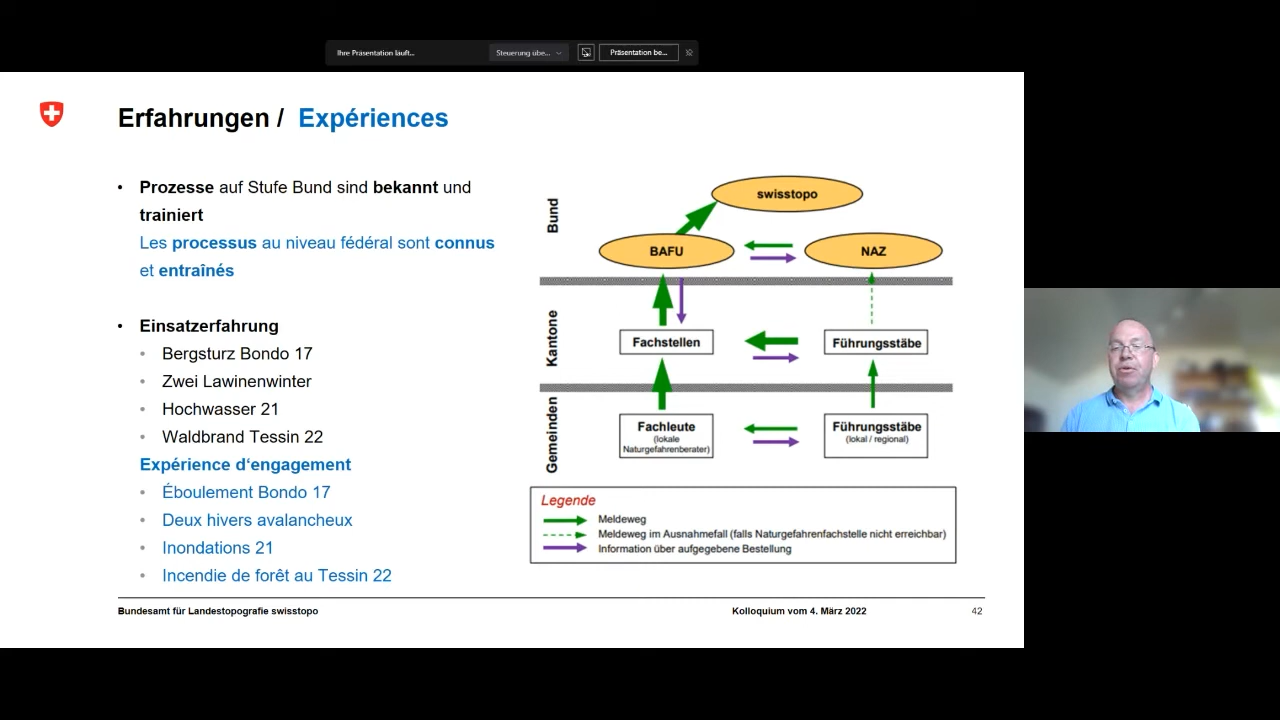 Ihre Präsentation läuft...
Steuerung übe...
Präsentation be...
Erfahrungen / Expériences
• Prozesse auf Stufe Bund sind bekannt und
trainiert
Les processus au niveau fédéral sont connus
et entraînés
• Einsatzerfahrung
• Bergsturz Bondo 17
• Zwei Lawinenwinter
• Hochwasser 21
• Waldbrand Tessin 22
Expérience d‘engagement
• Éboulement Bondo 17
• Deux hivers avalancheux
• Inondations 21
• Incendie de forêt au Tessin 22
Bund
swisstopo
BAFU
NAZ
Kantone
Fachstellen
Führungsstäbe
Gemeinden
Fachleute
(lokale
Naturgefahrenberater)
Führungsstäbe
(lokal / regional)
Legende
Meldeweg
Meldeweg im Ausnahmefall (falls Naturgefahrenfachstelle nicht erreichbar)
Information über aufgegebene Bestellung
Bundesamt für Landestopografie swisstopo
Kolloquium vom 4. März 2022
42